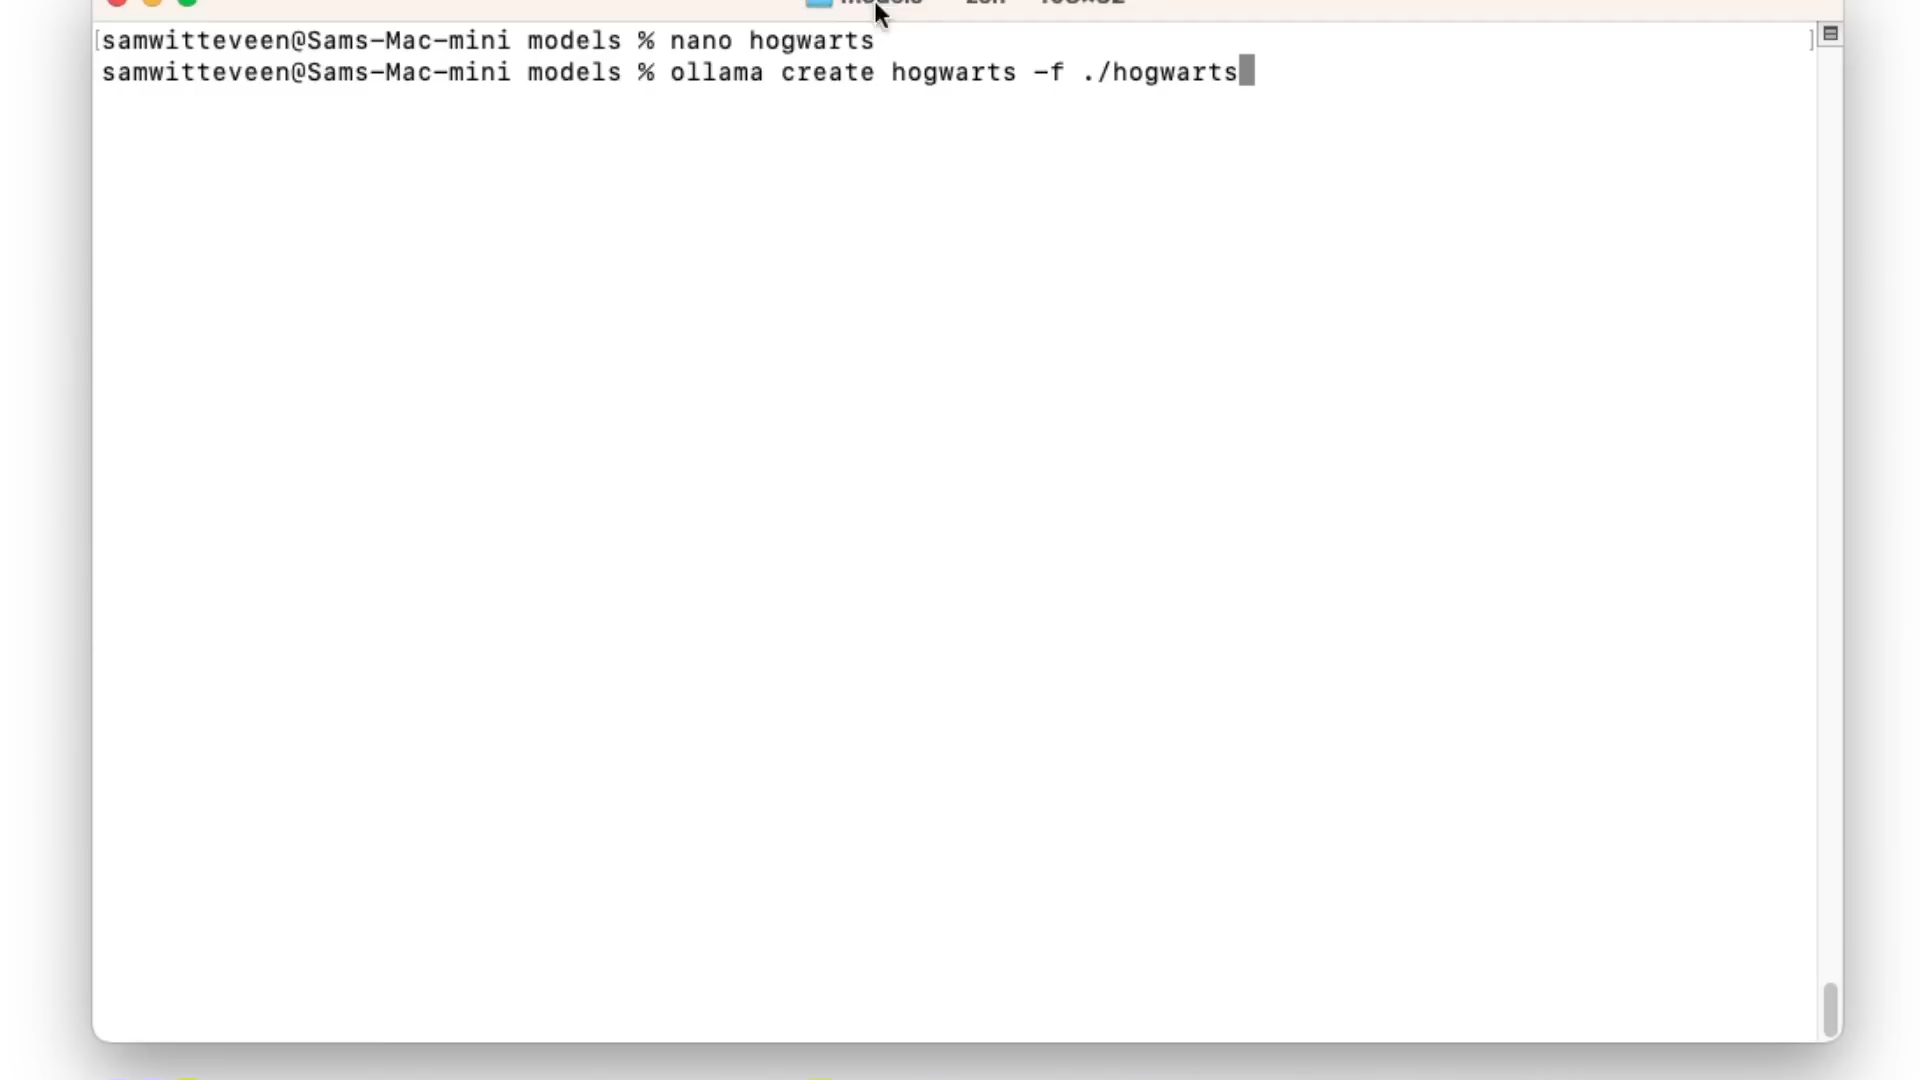 [samwitteveen@Sams-Mac-mini models % nano hogwarts ]
samwitteveen@Sams-Mac-mini models % ollama create hogwarts -f ./hogwarts